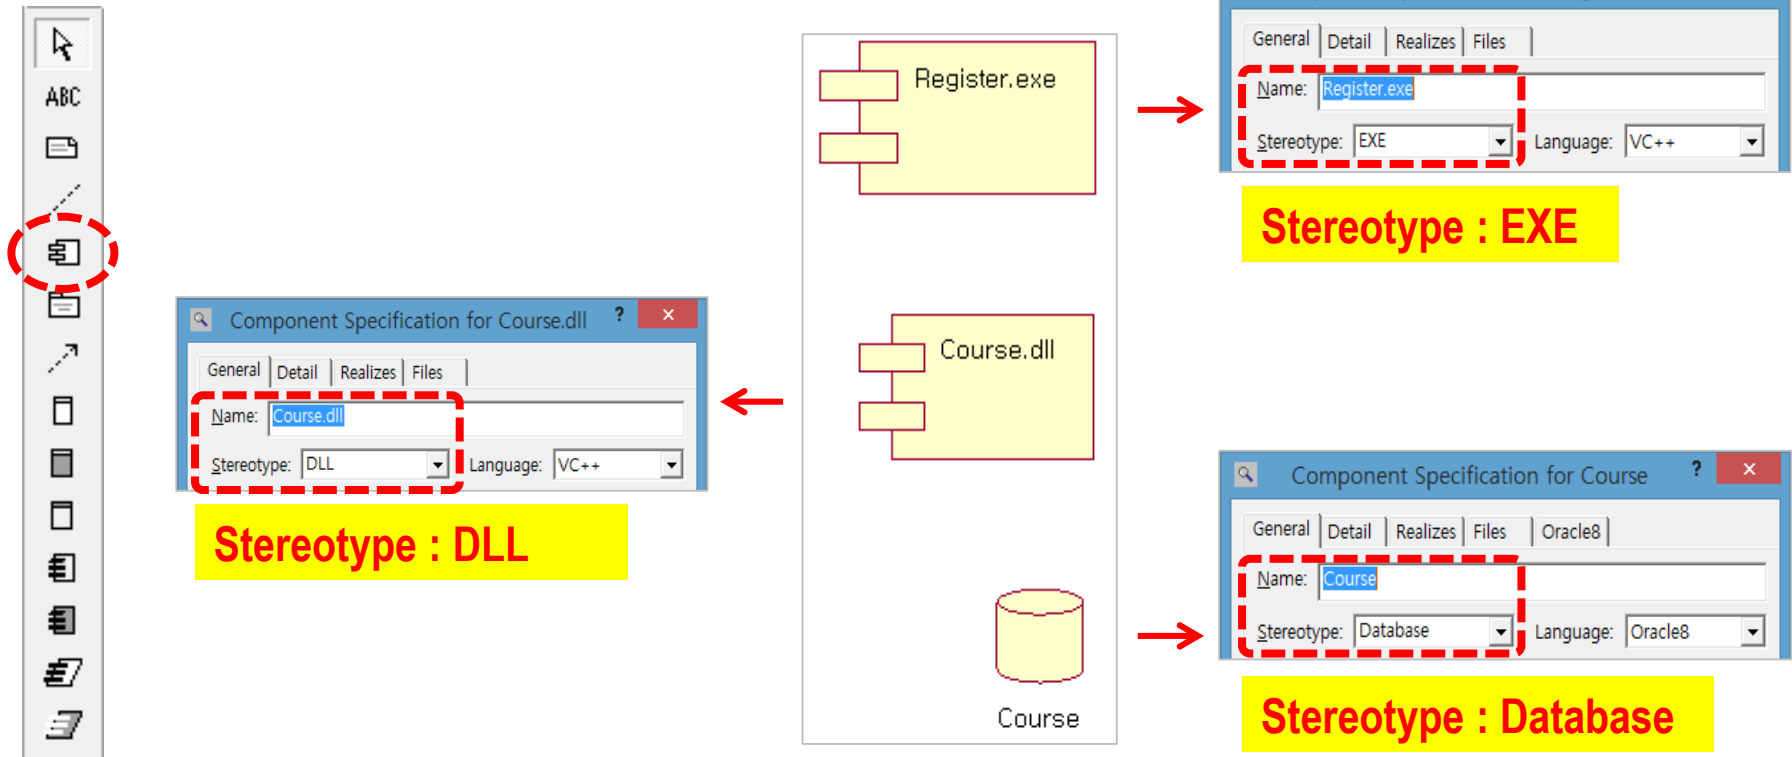 ABC
Component Specification for Course.dll ? ×
General Detail Realizes Files
Name: Course.dll
Stereotype: DLL Language: VC++
Stereotype : DLL
Register.exe
Course.dll
Course
General Detail Realizes Files
Name: Register.exe
Stereotype: EXE Language: VC++
Stereotype : EXE
Component Specification for Course ? ×
General Detail Realizes Files Oracle8
Name: Course
Stereotype: Database Language: Oracle8
Stereotype : Database